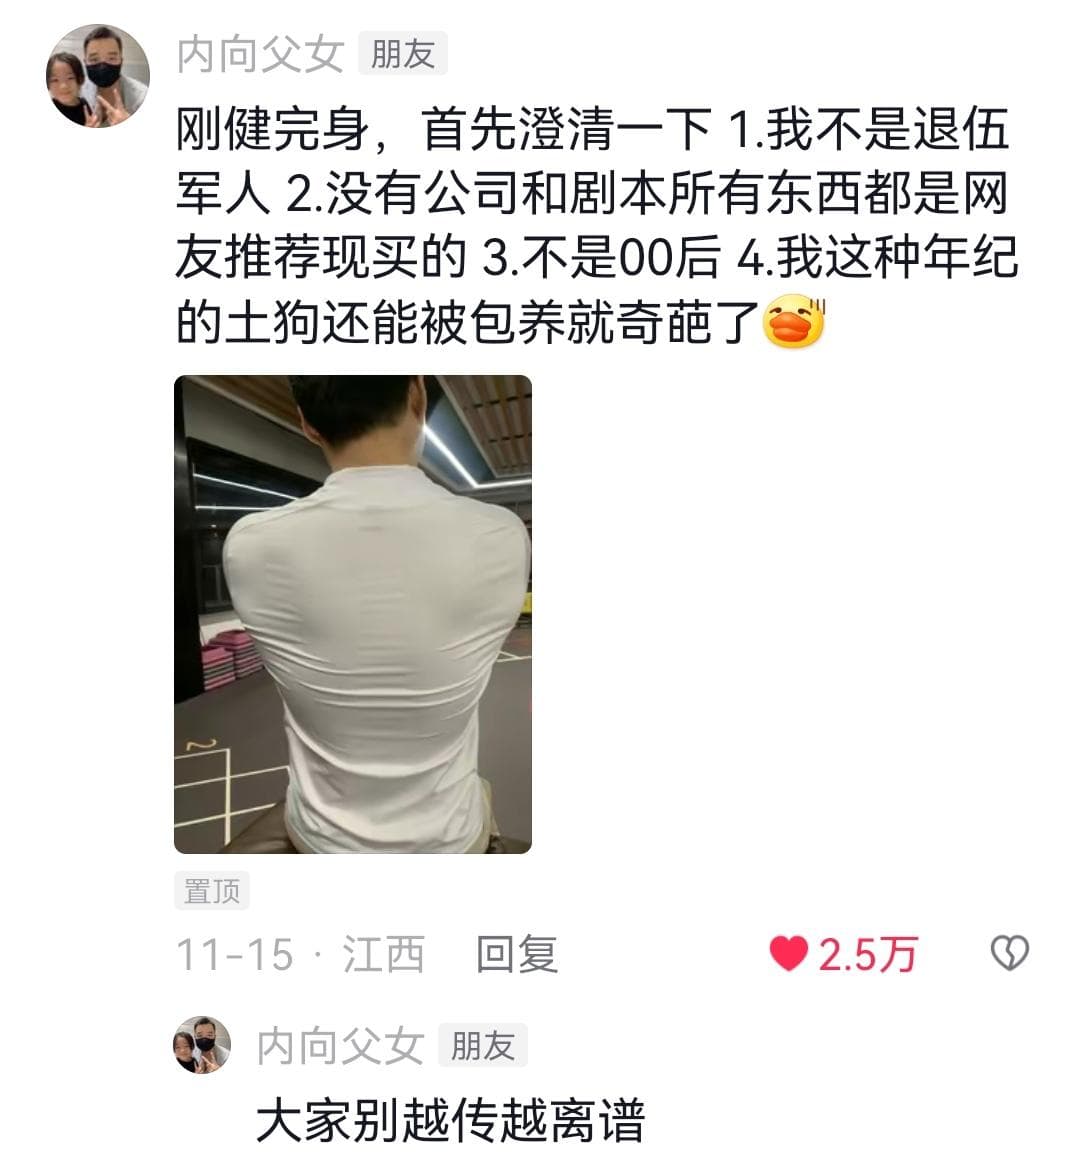 内向父女 朋友
刚健完身，首先澄清一下 1.我不是退伍
军人 2.没有公司和剧本所有东西都是网
友推荐现买的 3.不是00后 4.我这种年纪
的土狗还能被包养就奇葩了
2
置顶
11-15 · 江西 回复 2.5万
内向父女 朋友
大家别越传越离谱